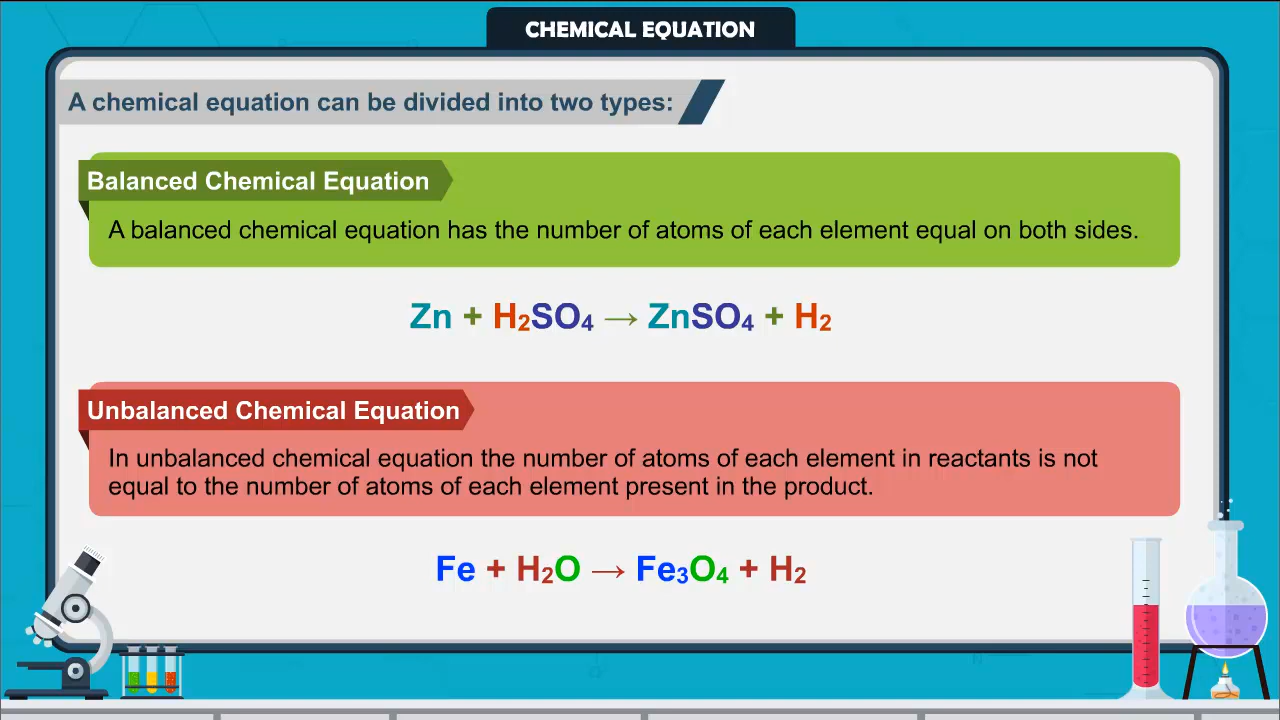 CHEMICAL EQUATION
A chemical equation can be divided into two types:
Balanced Chemical Equation
A balanced chemical equation has the number of atoms of each element equal on both sides.
Zn + H₂SO₄ → ZnSO₄ + H₂
Unbalanced Chemical Equation
In unbalanced chemical equation the number of atoms of each element in reactants is not
equal to the number of atoms of each element present in the product.
Fe + H₂O → Fe₃O₄ + H₂